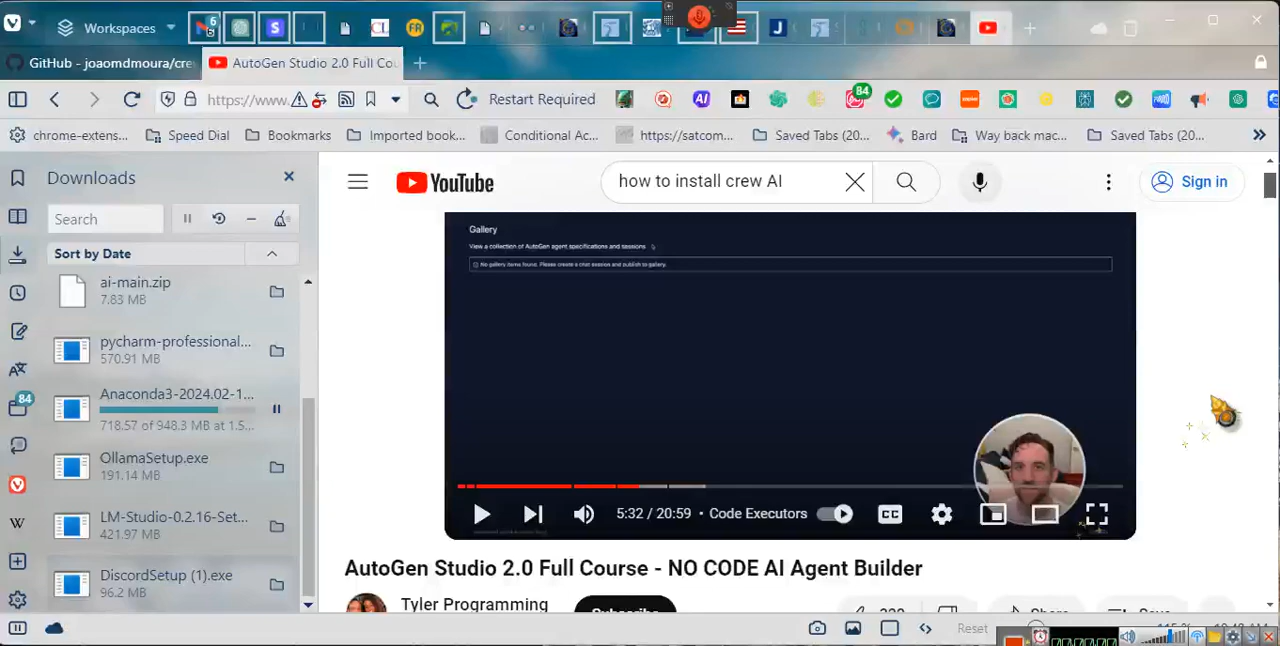 Workspaces
6
GitHub - joaomdmoura/cre
AutoGen Studio 2.0 Full Cou
https://www.
Restart Required
84
chrome-extens...
Speed Dial
Bookmarks
Imported book...
Conditional Ac...
https://satcom...
Saved Tabs (20...
Bard
Way back mac...
Saved Tabs (20...
Downloads
Search
Sort by Date
ai-main.zip
7.83 MB
pycharm-professional...
570.91 MB
Anaconda3-2024.02-1...
718.57 of 948.3 MB at 1.5...
OllamaSetup.exe
191.14 MB
LM-Studio-0.2.16-Set...
421.97 MB
DiscordSetup (1).exe
96.2 MB
84
YouTube
how to install crew AI
Sign in
Gallery
View a collection of AutoGen agent specifications and sessions
No gallery items found. Please create a chat session and publish to gallery.
5:32 / 20:59 • Code Executors
CC
AutoGen Studio 2.0 Full Course - NO CODE AI Agent Builder
Tyler Programming
Subscribe
Share
Save
Reset